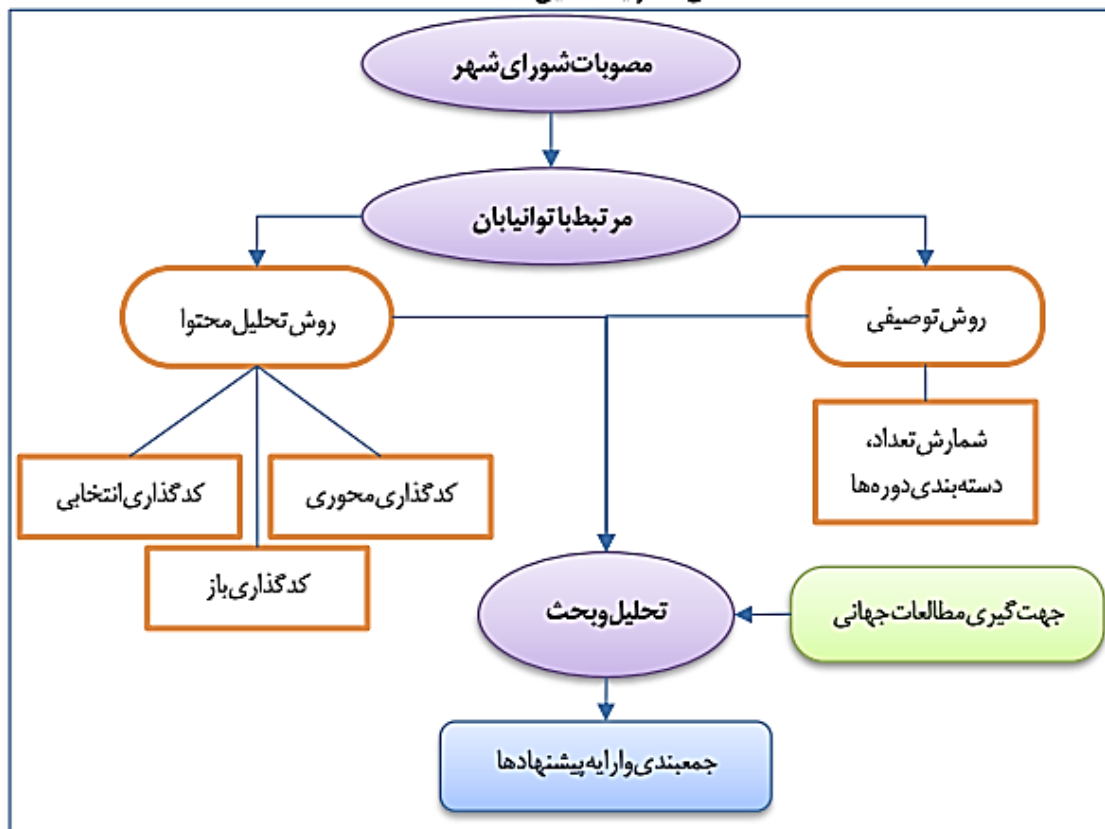 مصوبات شورای شهر
مرتبط با توانیابان
روش توصیفی
روش تحلیل محتوا
شمارش تعداد،
دسته‌بندی دوره‌ها
کدگذاری محوری
کدگذاری انتخابی
کدگذاری باز
جهت‌گیری مطالعات جهانی
تحلیل و بحث
جمعبندی و ارایه پیشنهادها